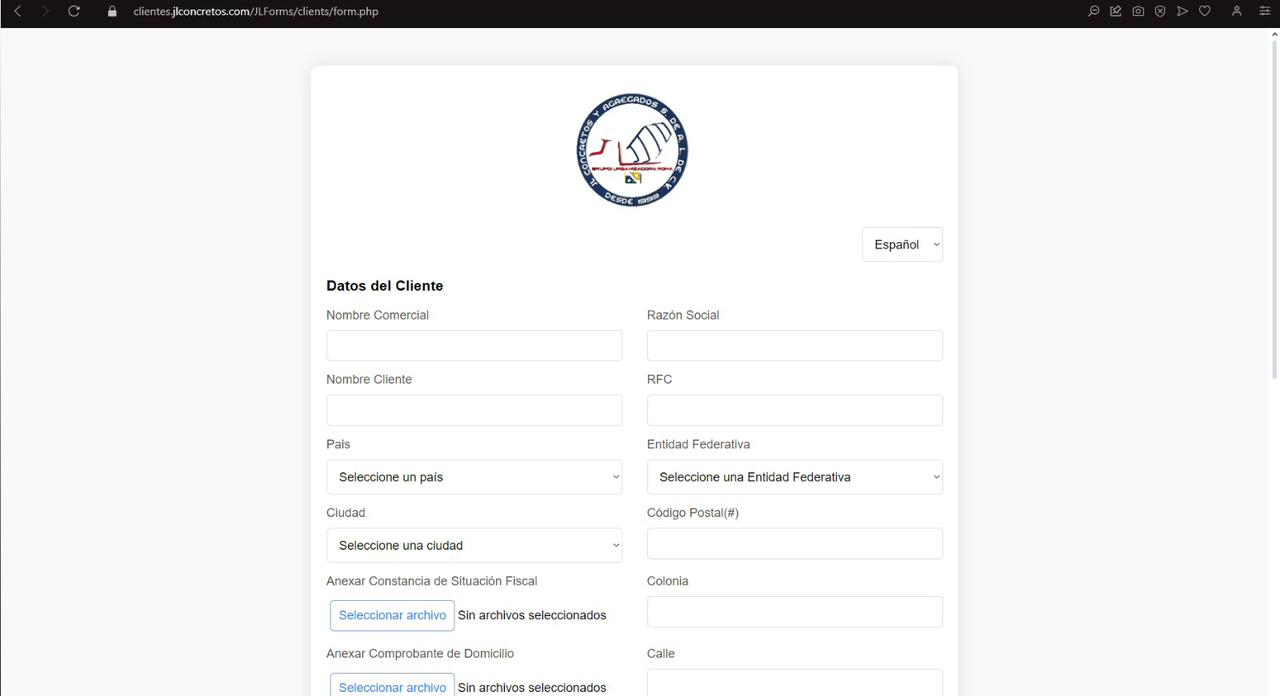 clientes.jlconcretos.com/JLForms/clients/form.php
JL CONCRETOS Y AGREGADOS S. DE R. L. DE C.V.
GRUPO URBANIZADORA ROMA
DESDE 1999
Español
Datos del Cliente
Nombre Comercial
Razón Social
Nombre Cliente
RFC
Pais
Entidad Federativa
Seleccione un país
Seleccione una Entidad Federativa
Ciudad
Código Postal(#)
Seleccione una ciudad
Anexar Constancia de Situación Fiscal
Colonia
Seleccionar archivo Sin archivos seleccionados
Anexar Comprobante de Domicilio
Calle
Seleccionar archivo Sin archivos seleccionados